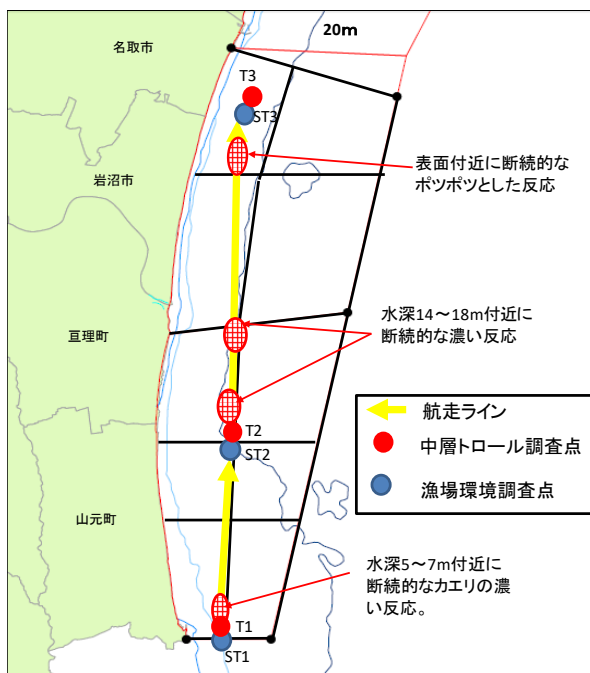 20m
名取市
T3
ST3
表面付近に断続的な
ポツポツとした反応
岩沼市
水深14～18m付近に
断続的な濃い反応
亘理町
航走ライン
T2
中層トロール調査点
ST2
漁場環境調査点
山元町
水深5～7m付近に
断続的なカエリの濃
い反応。
T1
ST1